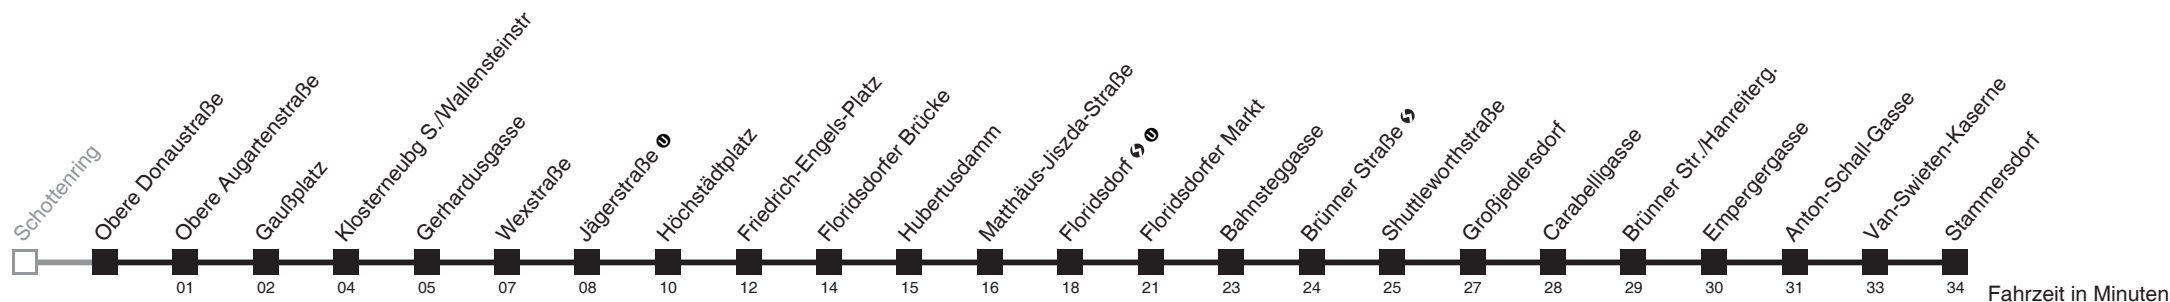 Schottenring
Obere Donaustraße
Obere Augartenstraße
Gaußplatz
Klosterneubg S./Wallensteinstr
Gerhardusgasse
Wexstraße
Jägerstraße U
Höchstädtplatz
Friedrich-Engels-Platz
Floridsdorfer Brücke
Hubertusdamm
Matthäus-Jiszda-Straße
Floridsdorf S U
Floridsdorfer Markt
Bahnsteggasse
Brünner Straße S
Shuttleworthstraße
Großjedlersdorf
Carabelligasse
Brünner Str./Hanreiterg.
Empergergasse
Anton-Schall-Gasse
Van-Swieten-Kaserne
Stammersdorf
01 02 04 05 07 08 10 12 14 15 16 18 21 23 24 25 27 28 29 30 31 33 34 Fahrzeit in Minuten